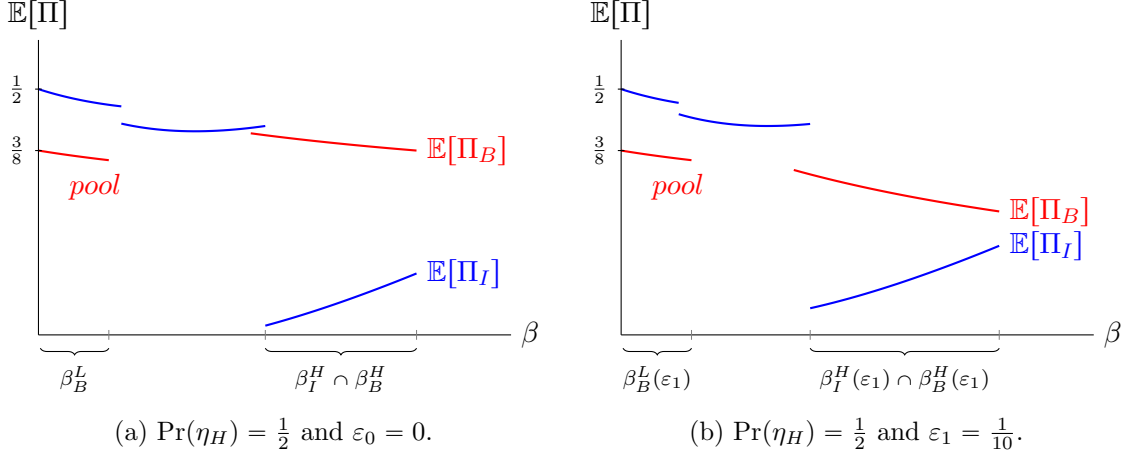 𝔼[Π]
1/2
3/8
pool
𝔼[Π_B]
𝔼[Π_I]
β
β_B^L
β_I^H ∩ β_B^H
(a) Pr(η_H) = 1/2 and ε_0 = 0.
𝔼[Π]
1/2
3/8
pool
𝔼[Π_B]
𝔼[Π_I]
β
β_B^L(ε_1)
β_I^H(ε_1) ∩ β_B^H(ε_1)
(b) Pr(η_H) = 1/2 and ε_1 = 1/10.